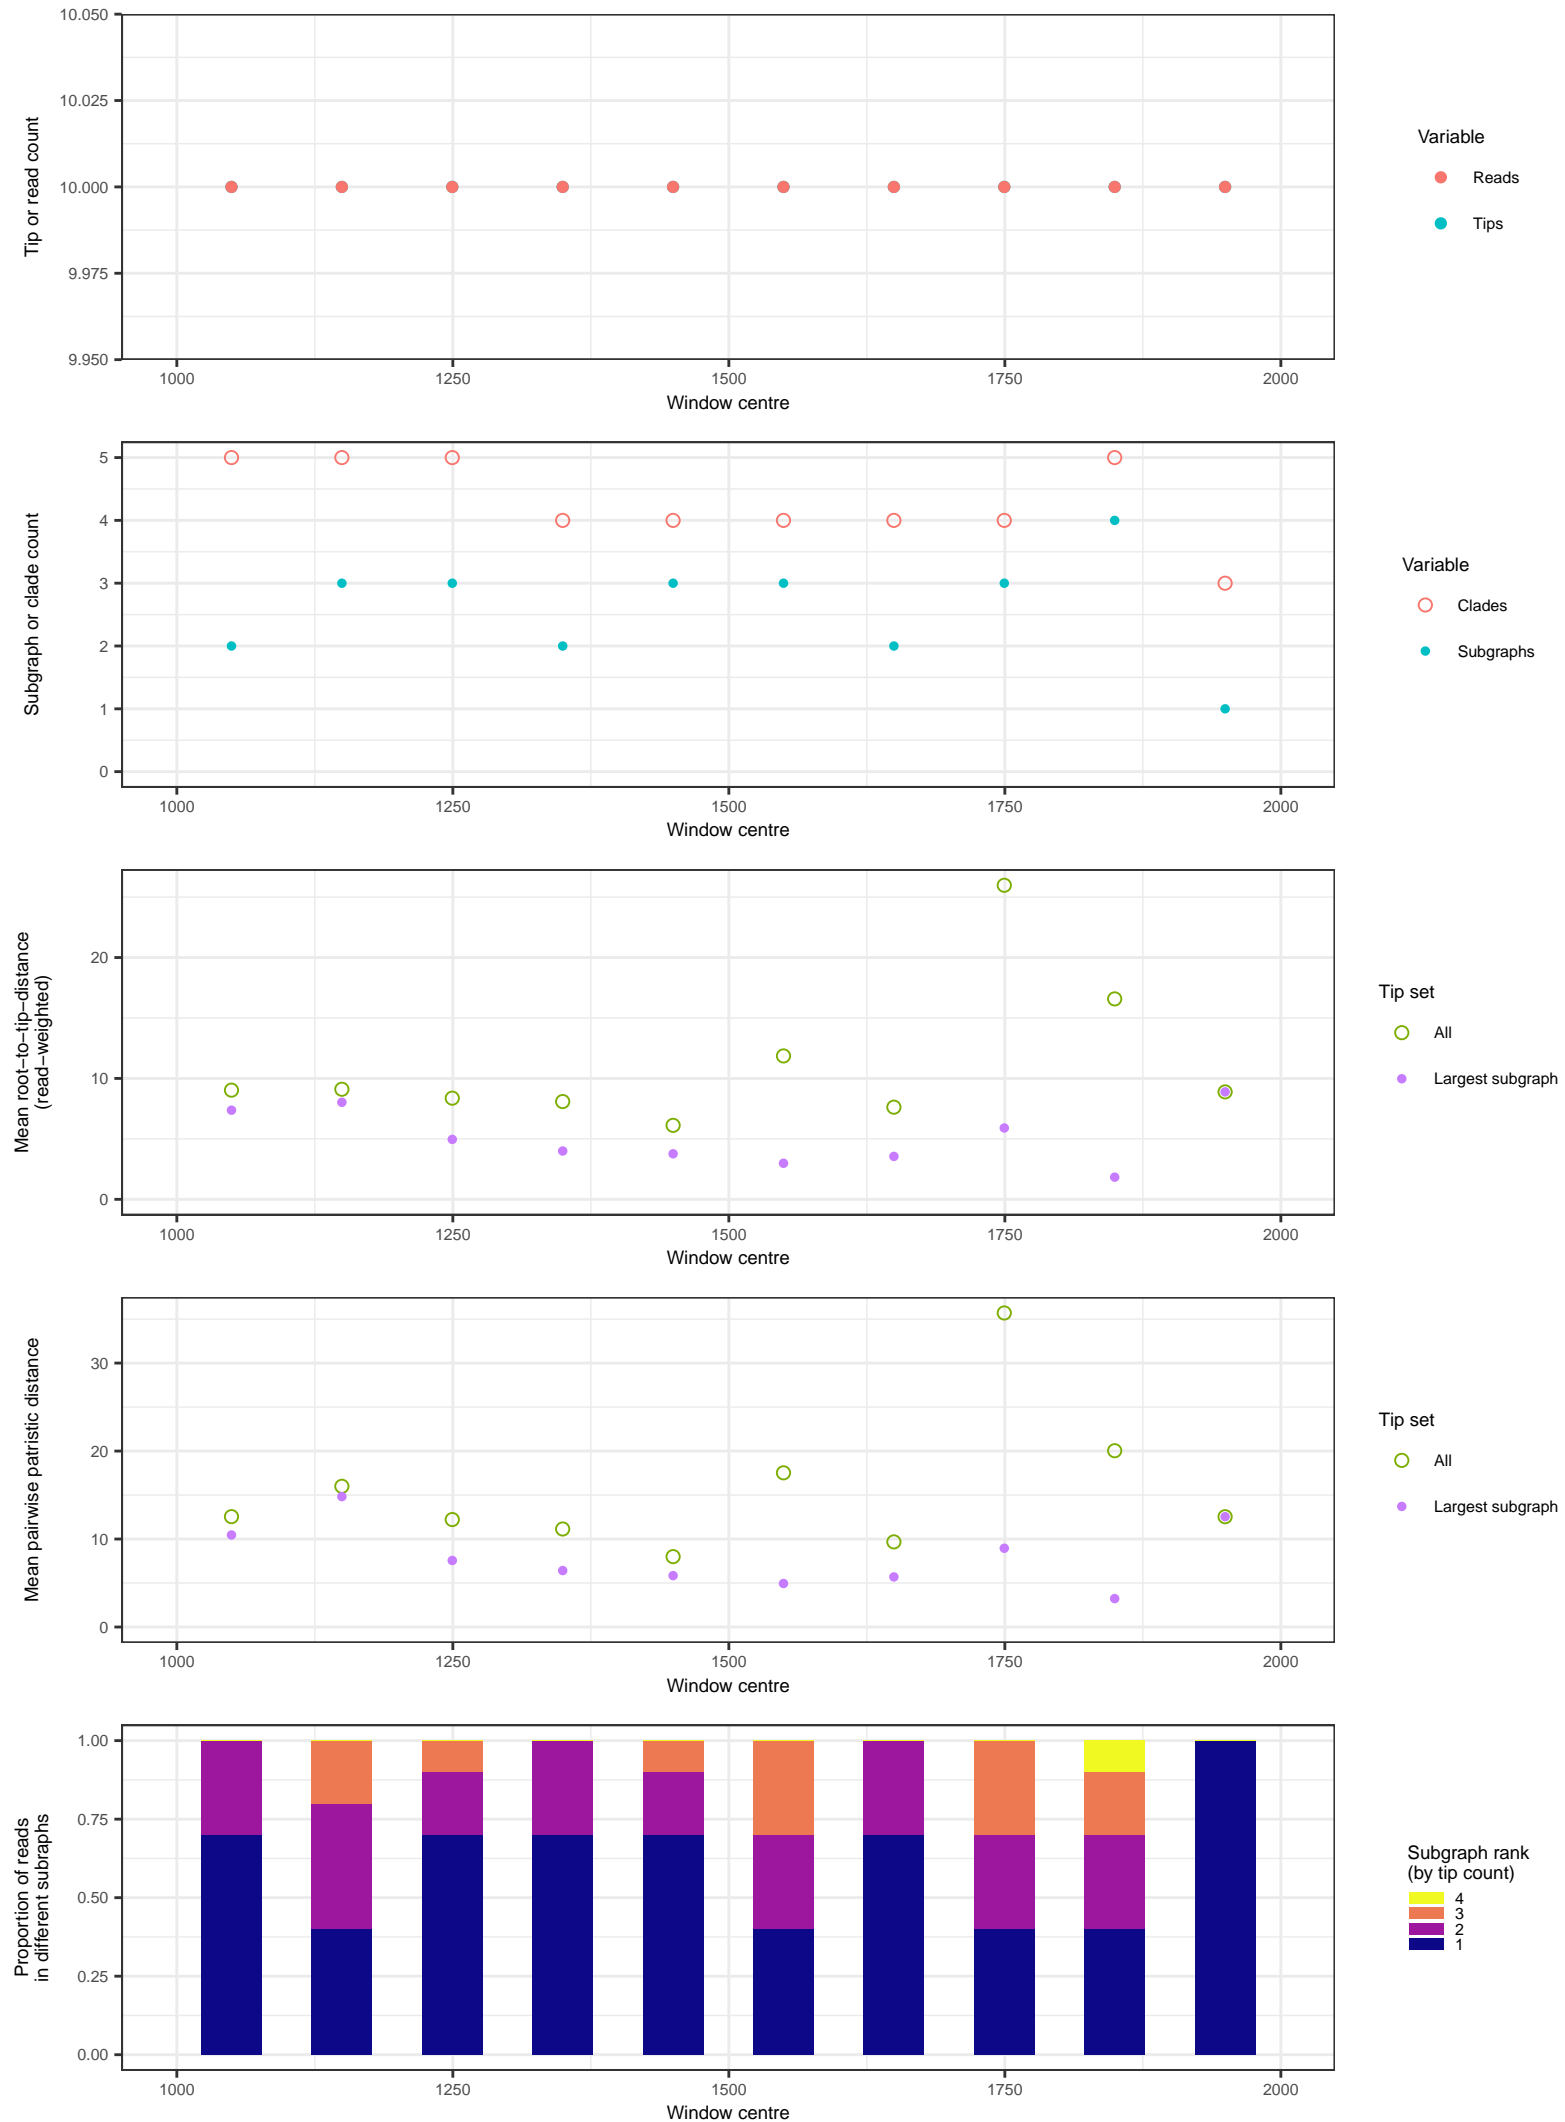 10.050
10.025
10.000
9.975
9.950
Tip or read count
1000 1250 1500 1750 2000
Window centre
Variable
Reads
Tips
5
4
3
2
1
0
Subgraph or clade count
1000 1250 1500 1750 2000
Window centre
Variable
Clades
Subgraphs
20
10
0
Mean root−to−tip−distance
(read−weighted)
1000 1250 1500 1750 2000
Window centre
Tip set
All
Largest subgraph
30
20
10
0
Mean pairwise patristic distance
1000 1250 1500 1750 2000
Window centre
Tip set
All
Largest subgraph
1.00
0.75
0.50
0.25
0.00
Proportion of reads
in different subraphs
1000 1250 1500 1750 2000
Window centre
Subgraph rank
(by tip count)
4
3
2
1